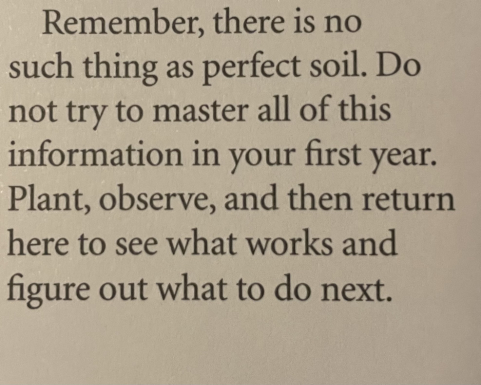 Remember, there is no
such thing as perfect soil. Do
not try to master all of this
information in your first year.
Plant, observe, and then return
here to see what works and
figure out what to do next.